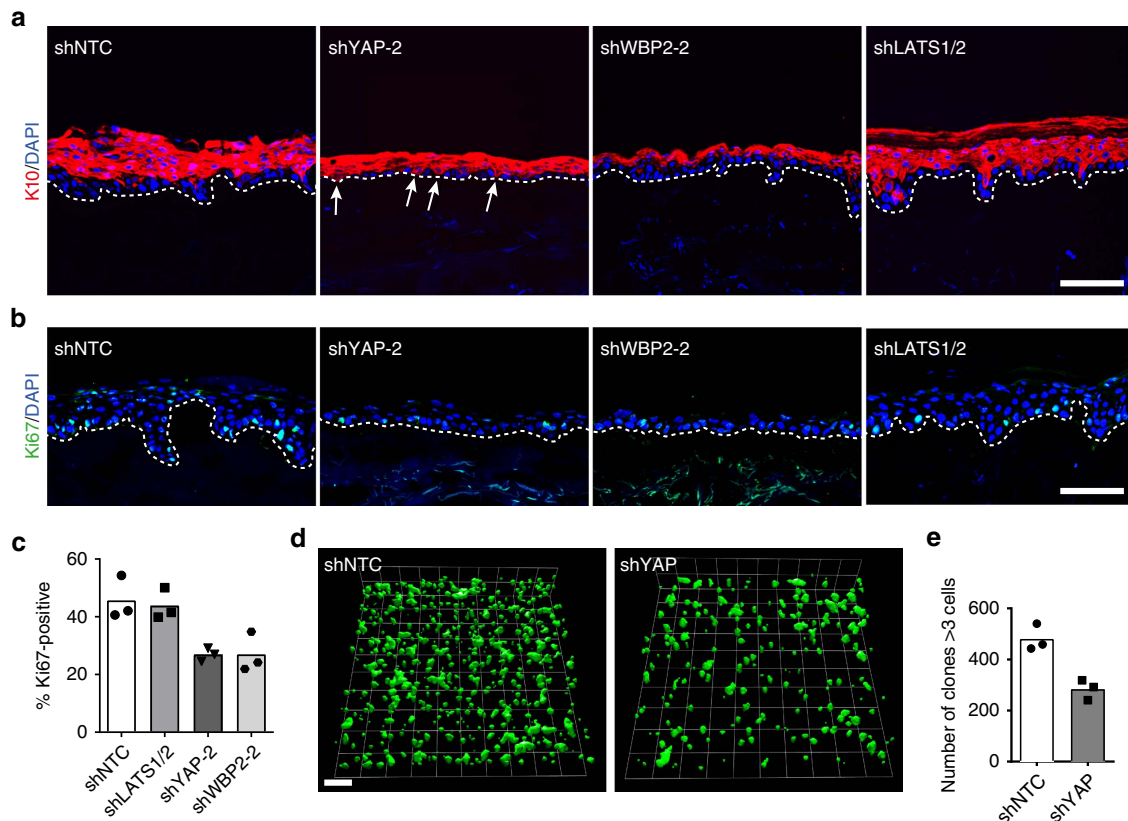 a
shNTC
shYAP-2
shWBP2-2
shLATS1/2
K10/DAPI
b
shNTC
shYAP-2
shWBP2-2
shLATS1/2
Ki67/DAPI
c
% Ki67-positive
60
40
20
0
shNTC
shLATS1/2
shYAP-2
shWBP2-2
d
shNTC
shYAP
e
Number of clones >3 cells
600
400
200
0
shNTC
shYAP